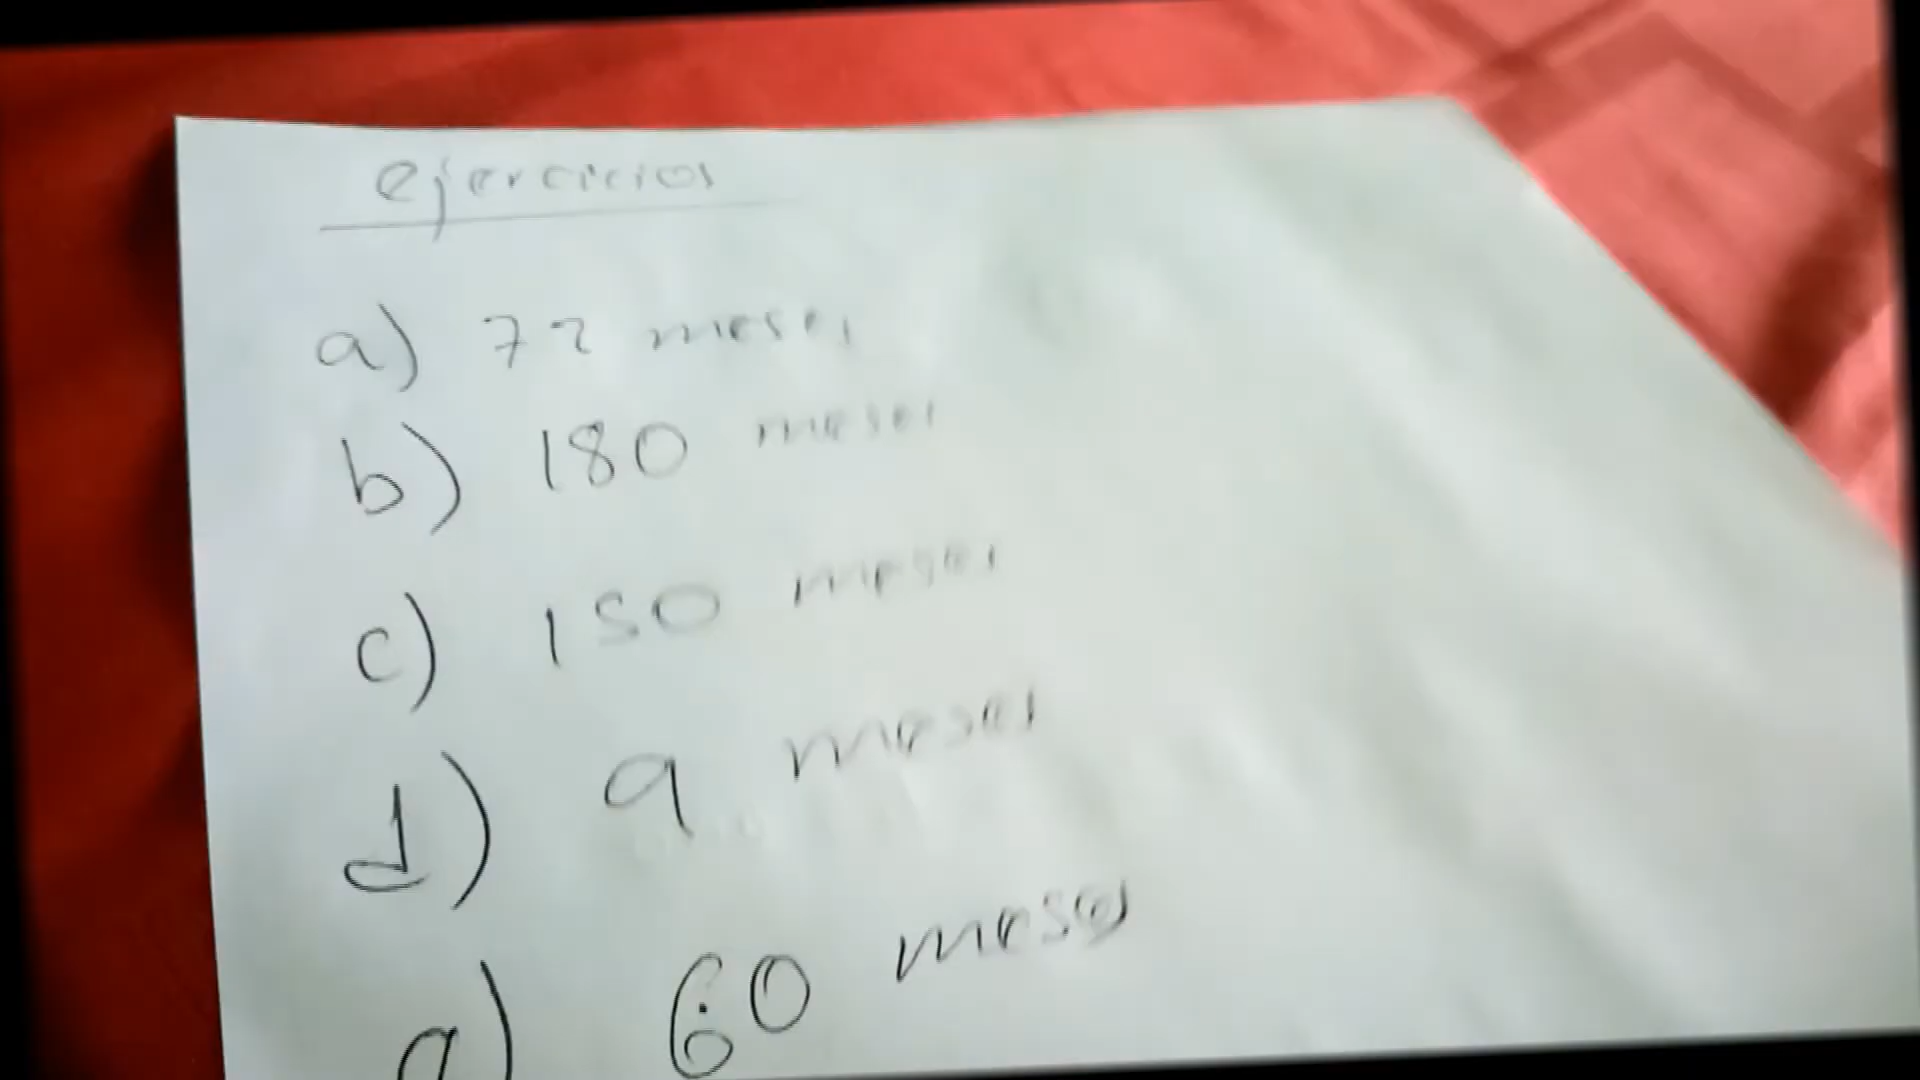 ejercicios
a) 72 meses
b) 180 meses
c) 150 meses
d) 9 meses
a) 60 meses